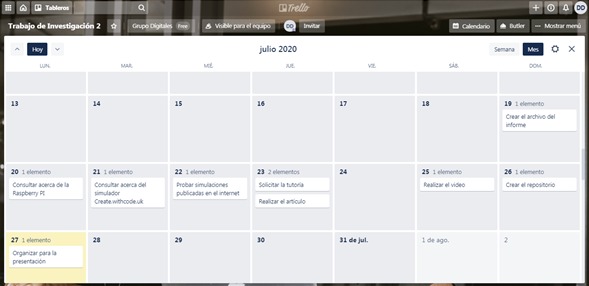 Tableros
Trello
DD
Trabajo de Investigación 2
Grupo Digitales Free
Visible para el equipo
DD
Invitar
Calendario
Butler
Mostrar menú
Hoy
julio 2020
Semana
Mes
LUN. MAR. MIÉ. JUE. VIE. SÁB. DOM.
13 14 15 16 17 18 19 1 elemento
Crear el archivo del
informe
20 1 elemento
Consultar acerca de la
Raspberry PI
21 1 elemento
Consultar acerca del
simulador
Create.withcode.uk
22 1 elemento
Probar simulaciones
publicadas en el internet
23 2 elementos
Solicitar la tutoría
Realizar el artículo
24
25 1 elemento
Realizar el video
26 1 elemento
Crear el repositorio
27 1 elemento
Organizar para la
presentación
28 29 30 31 de jul. 1 de ago. 2